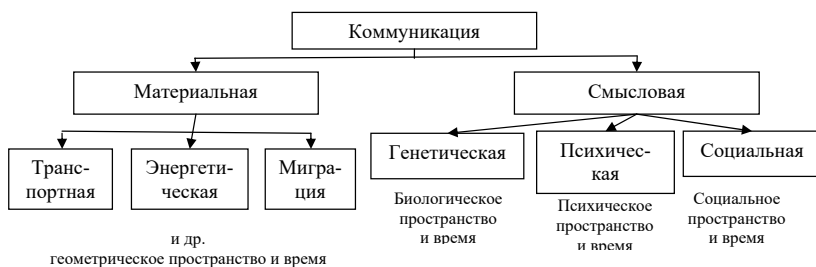 Коммуникация
Материальная
Смысловая
Транс-
портная
Энергети-
ческая
Мигра-
ция
Генетическая
Психичес-
кая
Социальная
Биологическое
пространство
и время
Психическое
пространство
и время
Социальное
пространство
и время
и др.
геометрическое пространство и время